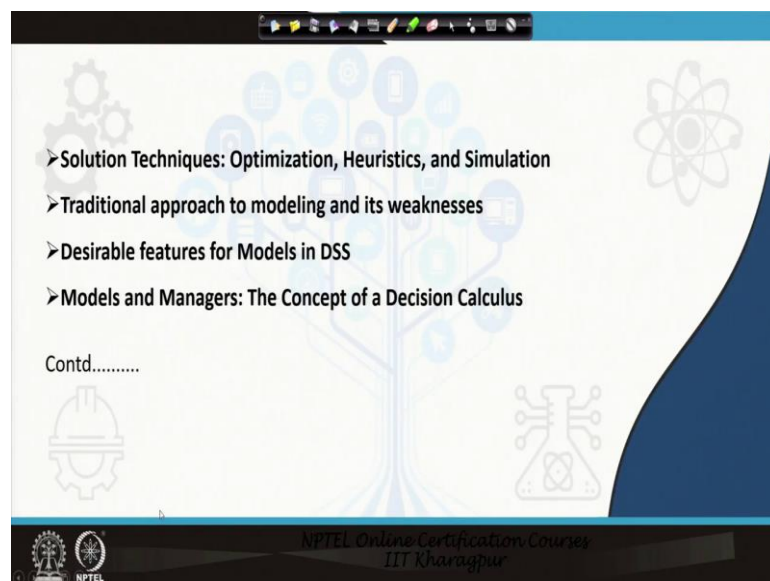 ➢Solution Techniques: Optimization, Heuristics, and Simulation
➢Traditional approach to modeling and its weaknesses
➢Desirable features for Models in DSS
➢Models and Managers: The Concept of a Decision Calculus
Contd..........
NPTEL Online Certification Courses
IIT Kharagpur
NPTEL